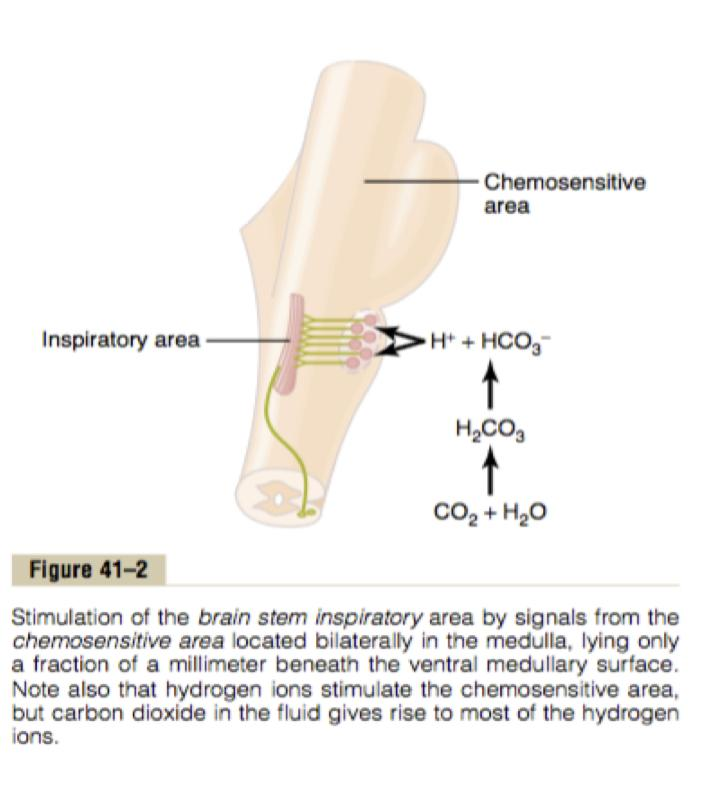 Chemosensitive
area
Inspiratory area
H⁺ + HCO₃⁻
H₂CO₃
CO₂ + H₂O
Figure 41–2
Stimulation of the brain stem inspiratory area by signals from the
chemosensitive area located bilaterally in the medulla, lying only
a fraction of a millimeter beneath the ventral medullary surface.
Note also that hydrogen ions stimulate the chemosensitive area,
but carbon dioxide in the fluid gives rise to most of the hydrogen
ions.